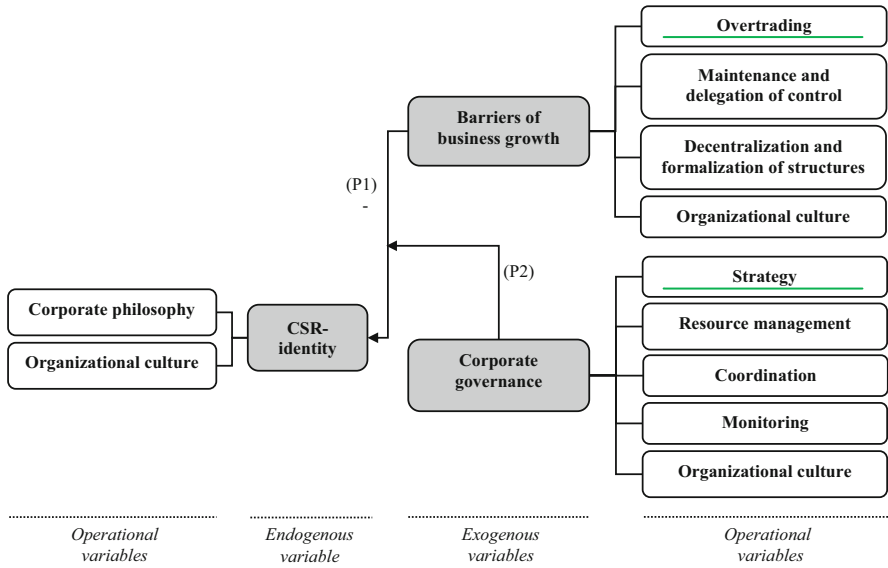 Overtrading
Maintenance and
delegation of control
Barriers of
business growth
Decentralization and
formalization of structures
(P1)
-
Organizational culture
(P2)
Strategy
Corporate philosophy
CSR-
identity
Resource management
Organizational culture
Corporate
governance
Coordination
Monitoring
Organizational culture
Operational
variables
Endogenous
variable
Exogenous
variables
Operational
variables